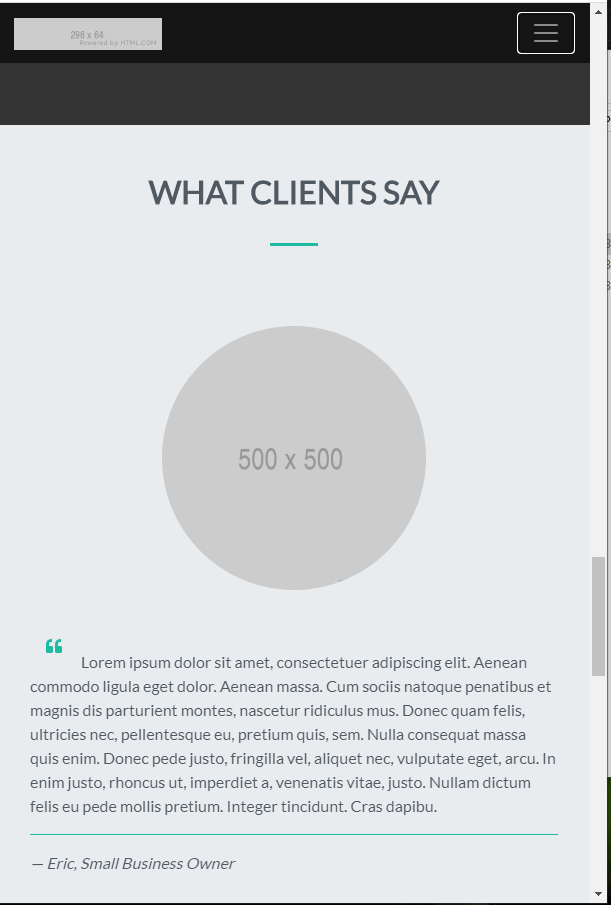 296 x 64
Powered by HTML.COM
WHAT CLIENTS SAY
500 x 500
“ Lorem ipsum dolor sit amet, consectetuer adipiscing elit. Aenean
commodo ligula eget dolor. Aenean massa. Cum sociis natoque penatibus et
magnis dis parturient montes, nascetur ridiculus mus. Donec quam felis,
ultricies nec, pellentesque eu, pretium quis, sem. Nulla consequat massa
quis enim. Donec pede justo, fringilla vel, aliquet nec, vulputate eget, arcu. In
enim justo, rhoncus ut, imperdiet a, venenatis vitae, justo. Nullam dictum
felis eu pede mollis pretium. Integer tincidunt. Cras dapibu.
— Eric, Small Business Owner